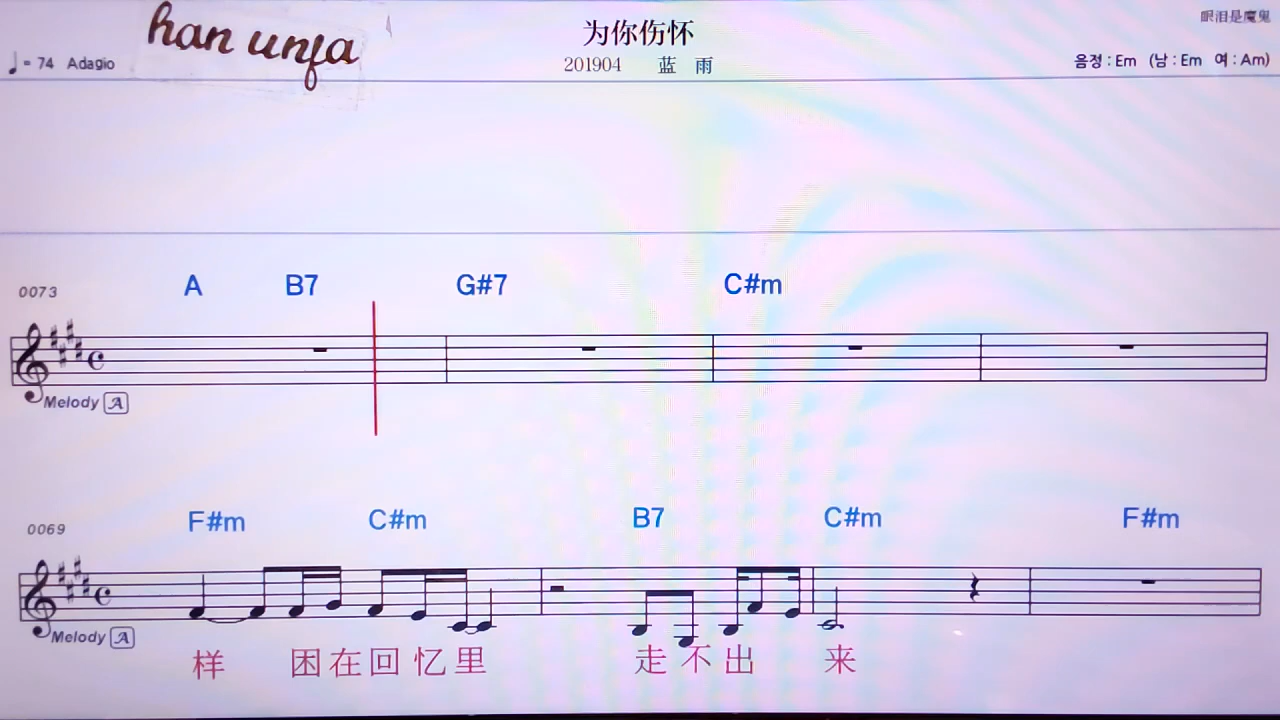 han unfa
为你伤怀
眠泪是魔鬼
♩= 74 Adagio
201904 蓝 雨
음정 : Em (남 : Em 여 : Am)
A B7 G#7 C#m
0073
Melody A
F#m C#m B7 C#m F#m
0069
Melody A
样 困在回忆里 走不出 来